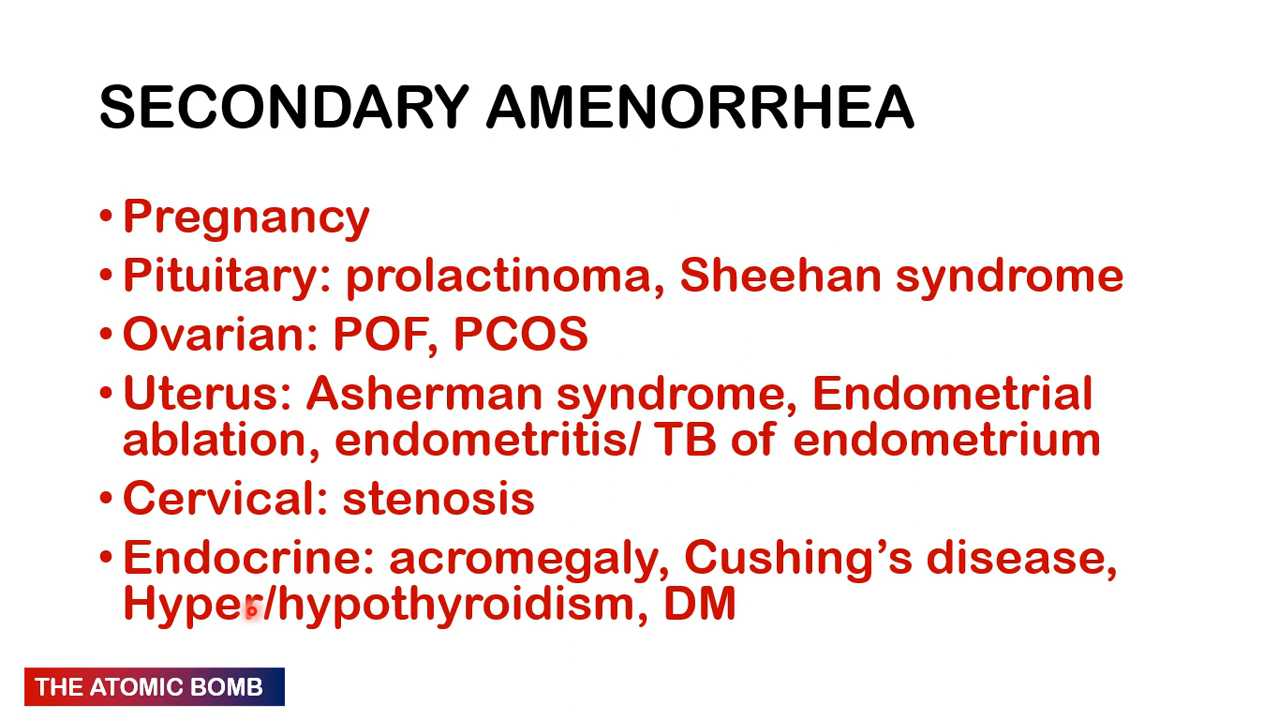 SECONDARY AMENORRHEA
• Pregnancy
• Pituitary: prolactinoma, Sheehan syndrome
• Ovarian: POF, PCOS
• Uterus: Asherman syndrome, Endometrial
ablation, endometritis/ TB of endometrium
• Cervical: stenosis
• Endocrine: acromegaly, Cushing’s disease,
Hyper/hypothyroidism, DM
THE ATOMIC BOMB